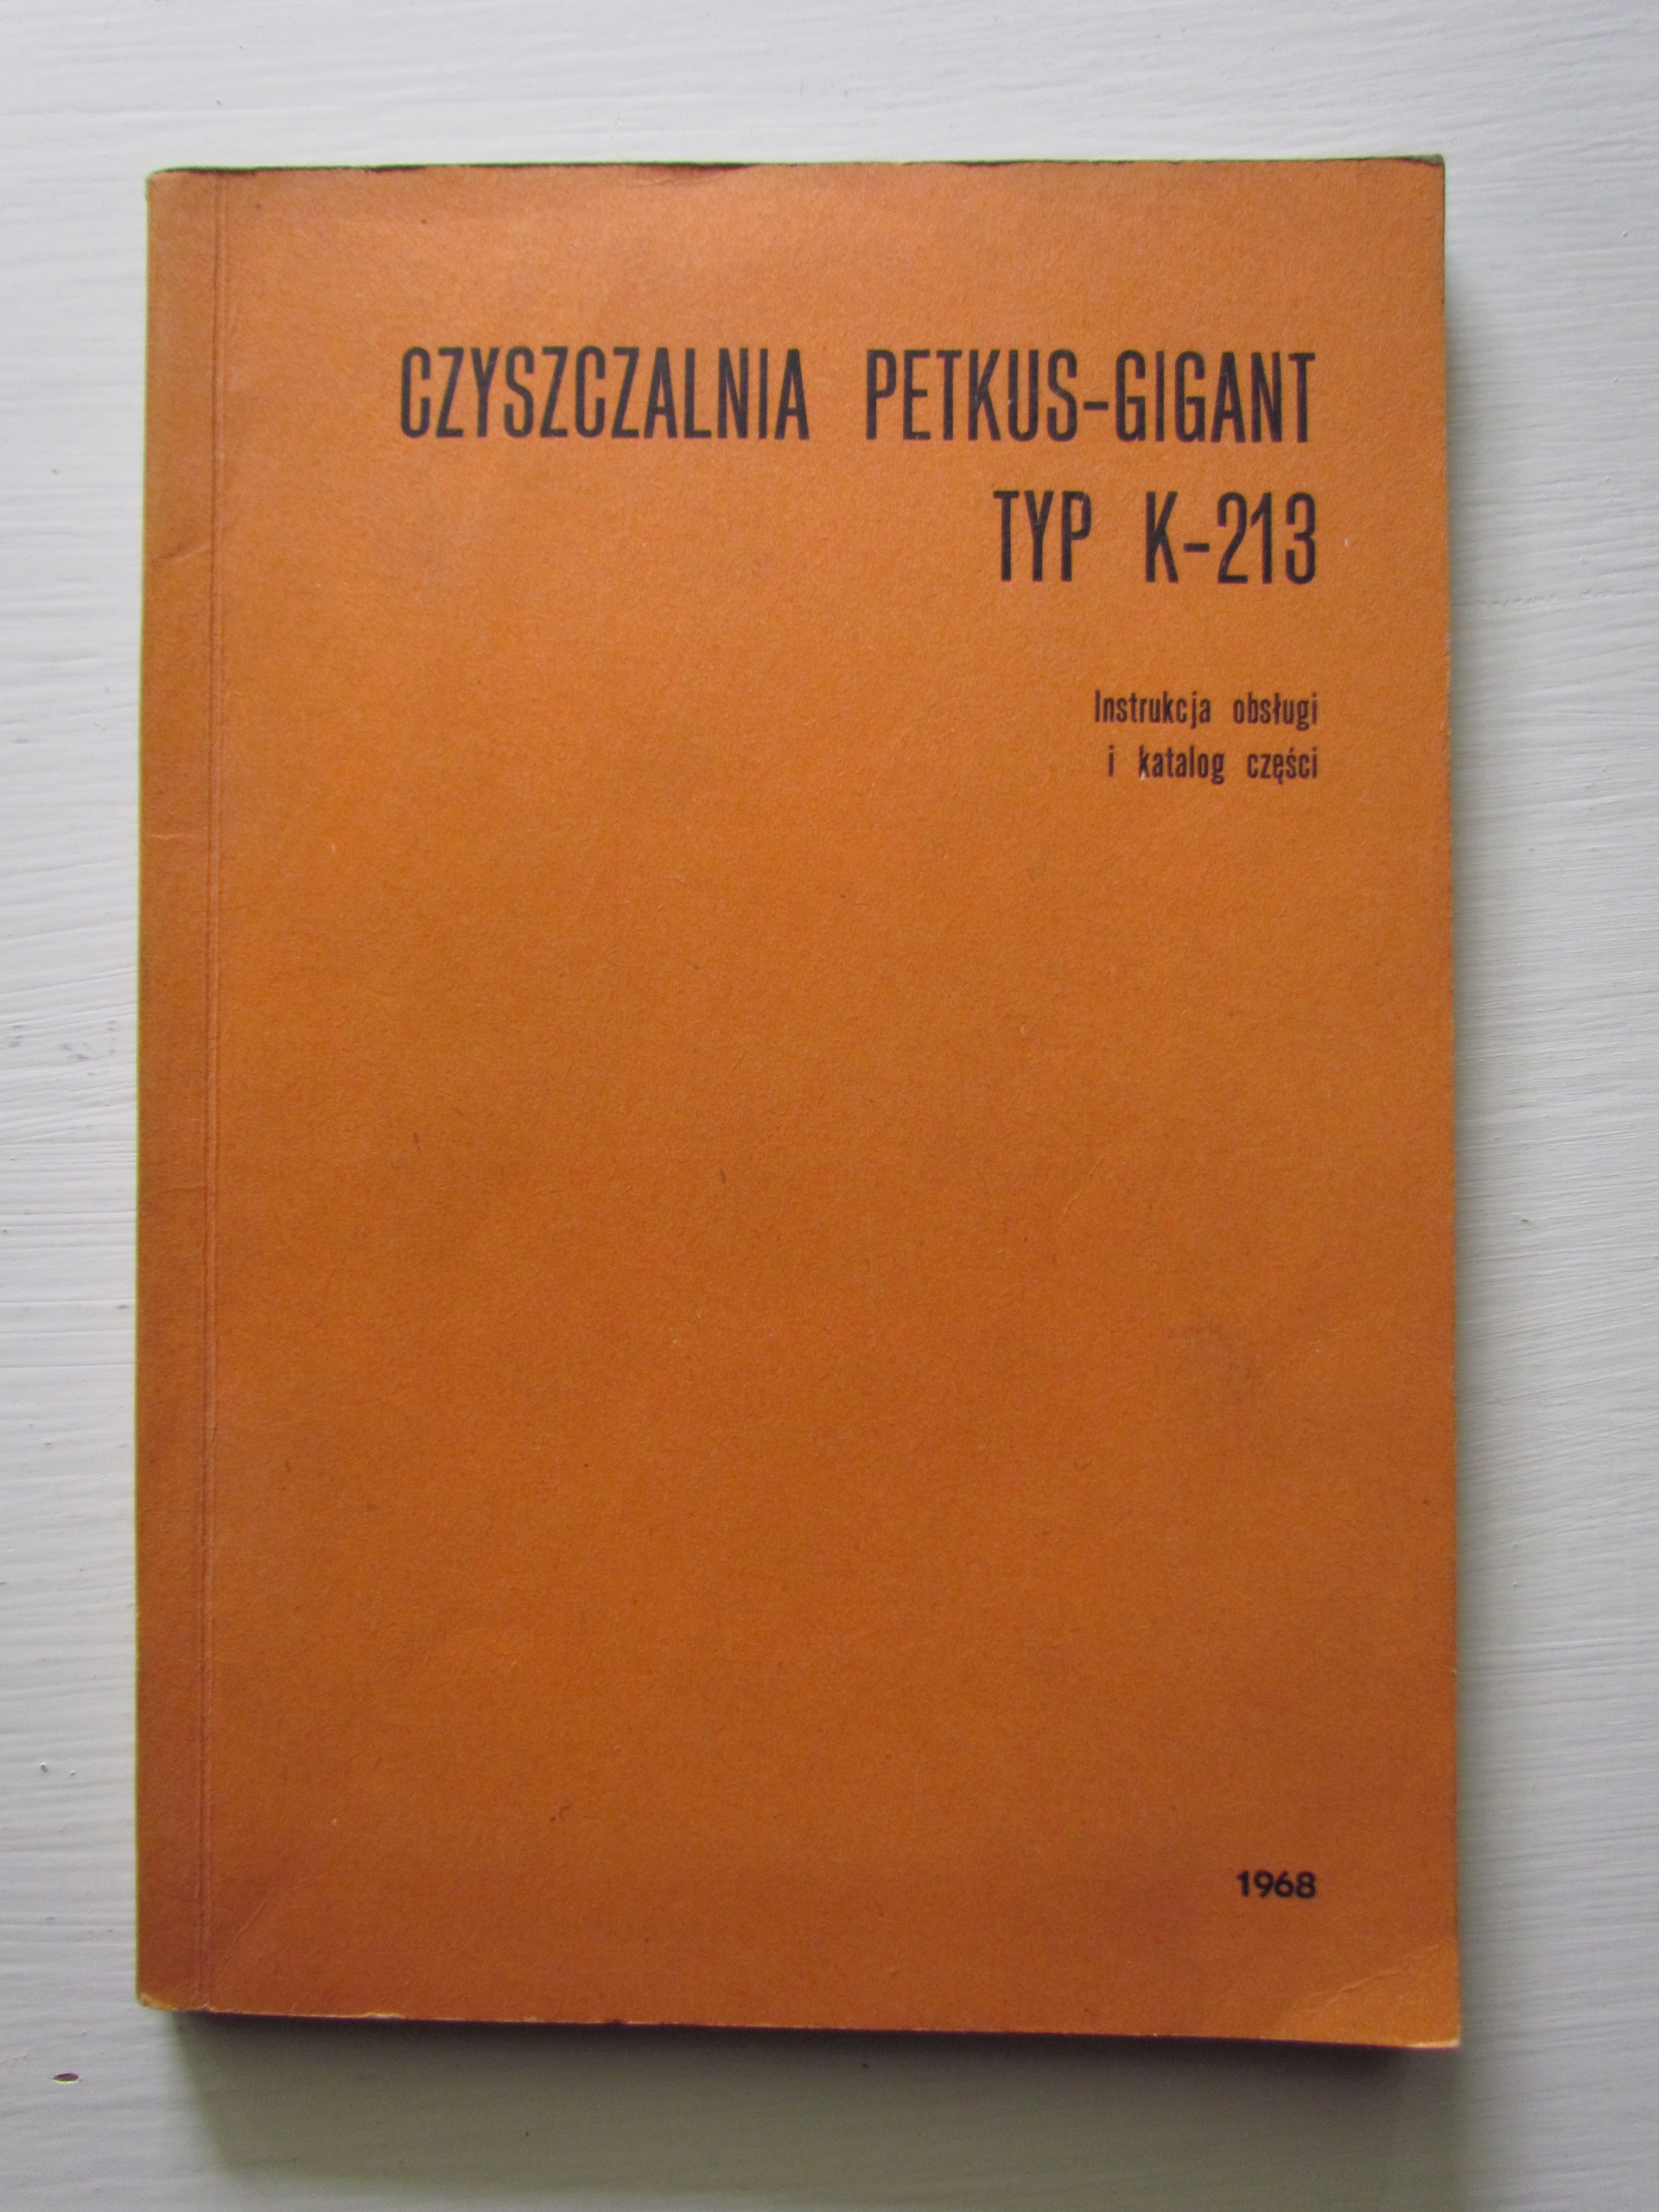 CZYSZCZALNIA PETKUS-GIGANT
TYP K-213
Instrukcja obsługi
i katalog części
1968